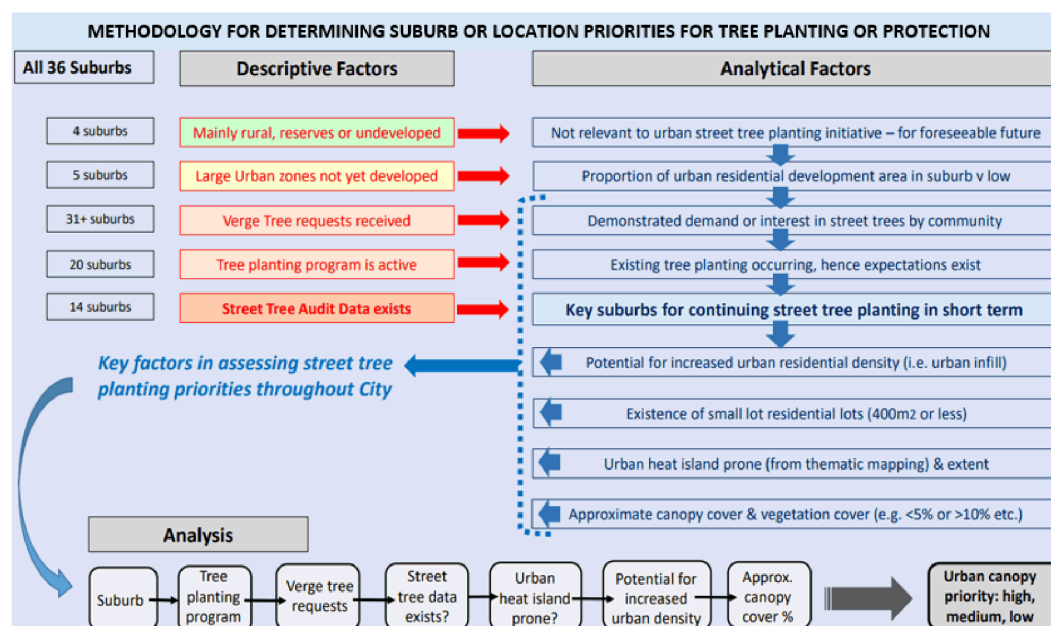 METHODOLOGY FOR DETERMINING SUBURB OR LOCATION PRIORITIES FOR TREE PLANTING OR PROTECTION
All 36 Suburbs
Descriptive Factors
Analytical Factors
4 suburbs
Mainly rural, reserves or undeveloped
Not relevant to urban street tree planting initiative – for foreseeable future
5 suburbs
Large Urban zones not yet developed
Proportion of urban residential development area in suburb v low
31+ suburbs
Verge Tree requests received
Demonstrated demand or interest in street trees by community
20 suburbs
Tree planting program is active
Existing tree planting occurring, hence expectations exist
14 suburbs
Street Tree Audit Data exists
Key suburbs for continuing street tree planting in short term
Key factors in assessing street tree
planting priorities throughout City
Potential for increased urban residential density (i.e. urban infill)
Existence of small lot residential lots (400m2 or less)
Urban heat island prone (from thematic mapping) & extent
Approximate canopy cover & vegetation cover (e.g. <5% or >10% etc.)
Analysis
Suburb
Tree
planting
program
Verge tree
requests
Street
tree data
exists?
Urban
heat island
prone?
Potential for
increased
urban density
Approx.
canopy
cover %
Urban canopy
priority: high,
medium, low